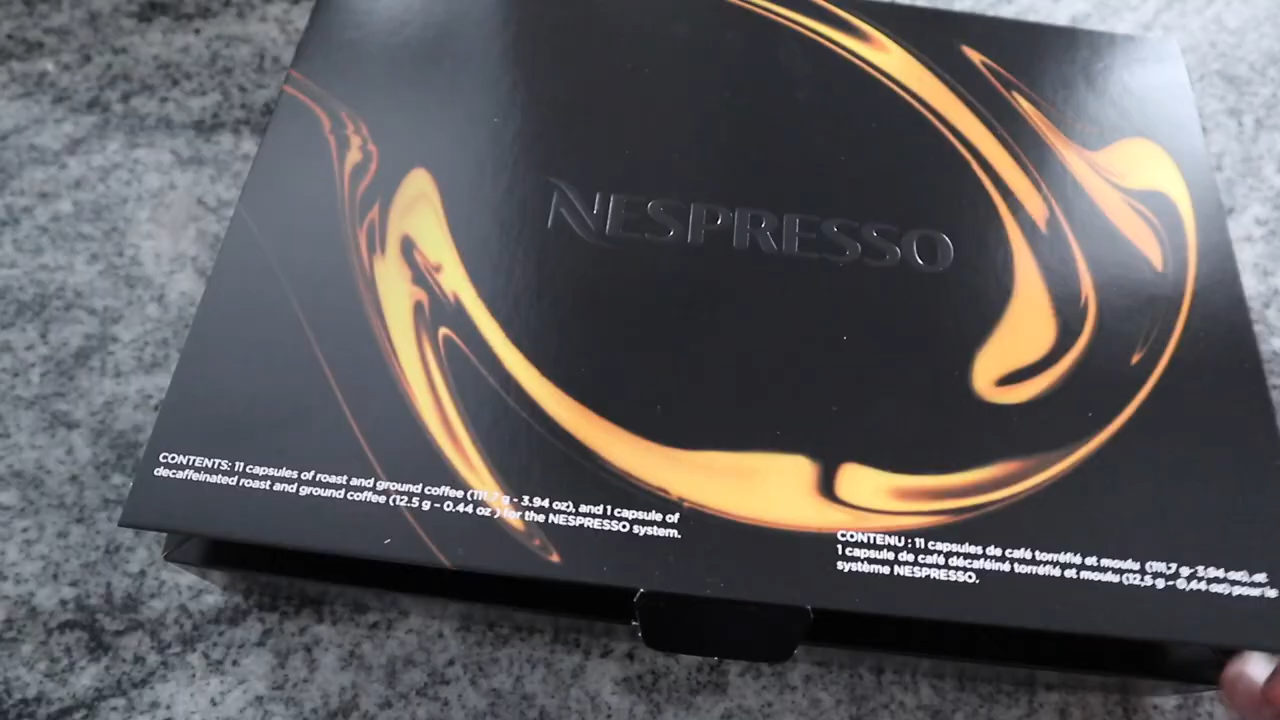 NESPRESSO
CONTENTS: 11 capsules of roast and ground coffee (111.7 g - 3.94 oz), and 1 capsule of
decaffeinated roast and ground coffee (12.5 g – 0.44 oz ) for the NESPRESSO system.
CONTENU : 11 capsules de café torréfié et moulu (111,7 g- 3,94 oz), et
1 capsule de café décaféiné torréfié et moulu (12,5 g - 0,44 oz) pour le
système NESPRESSO.